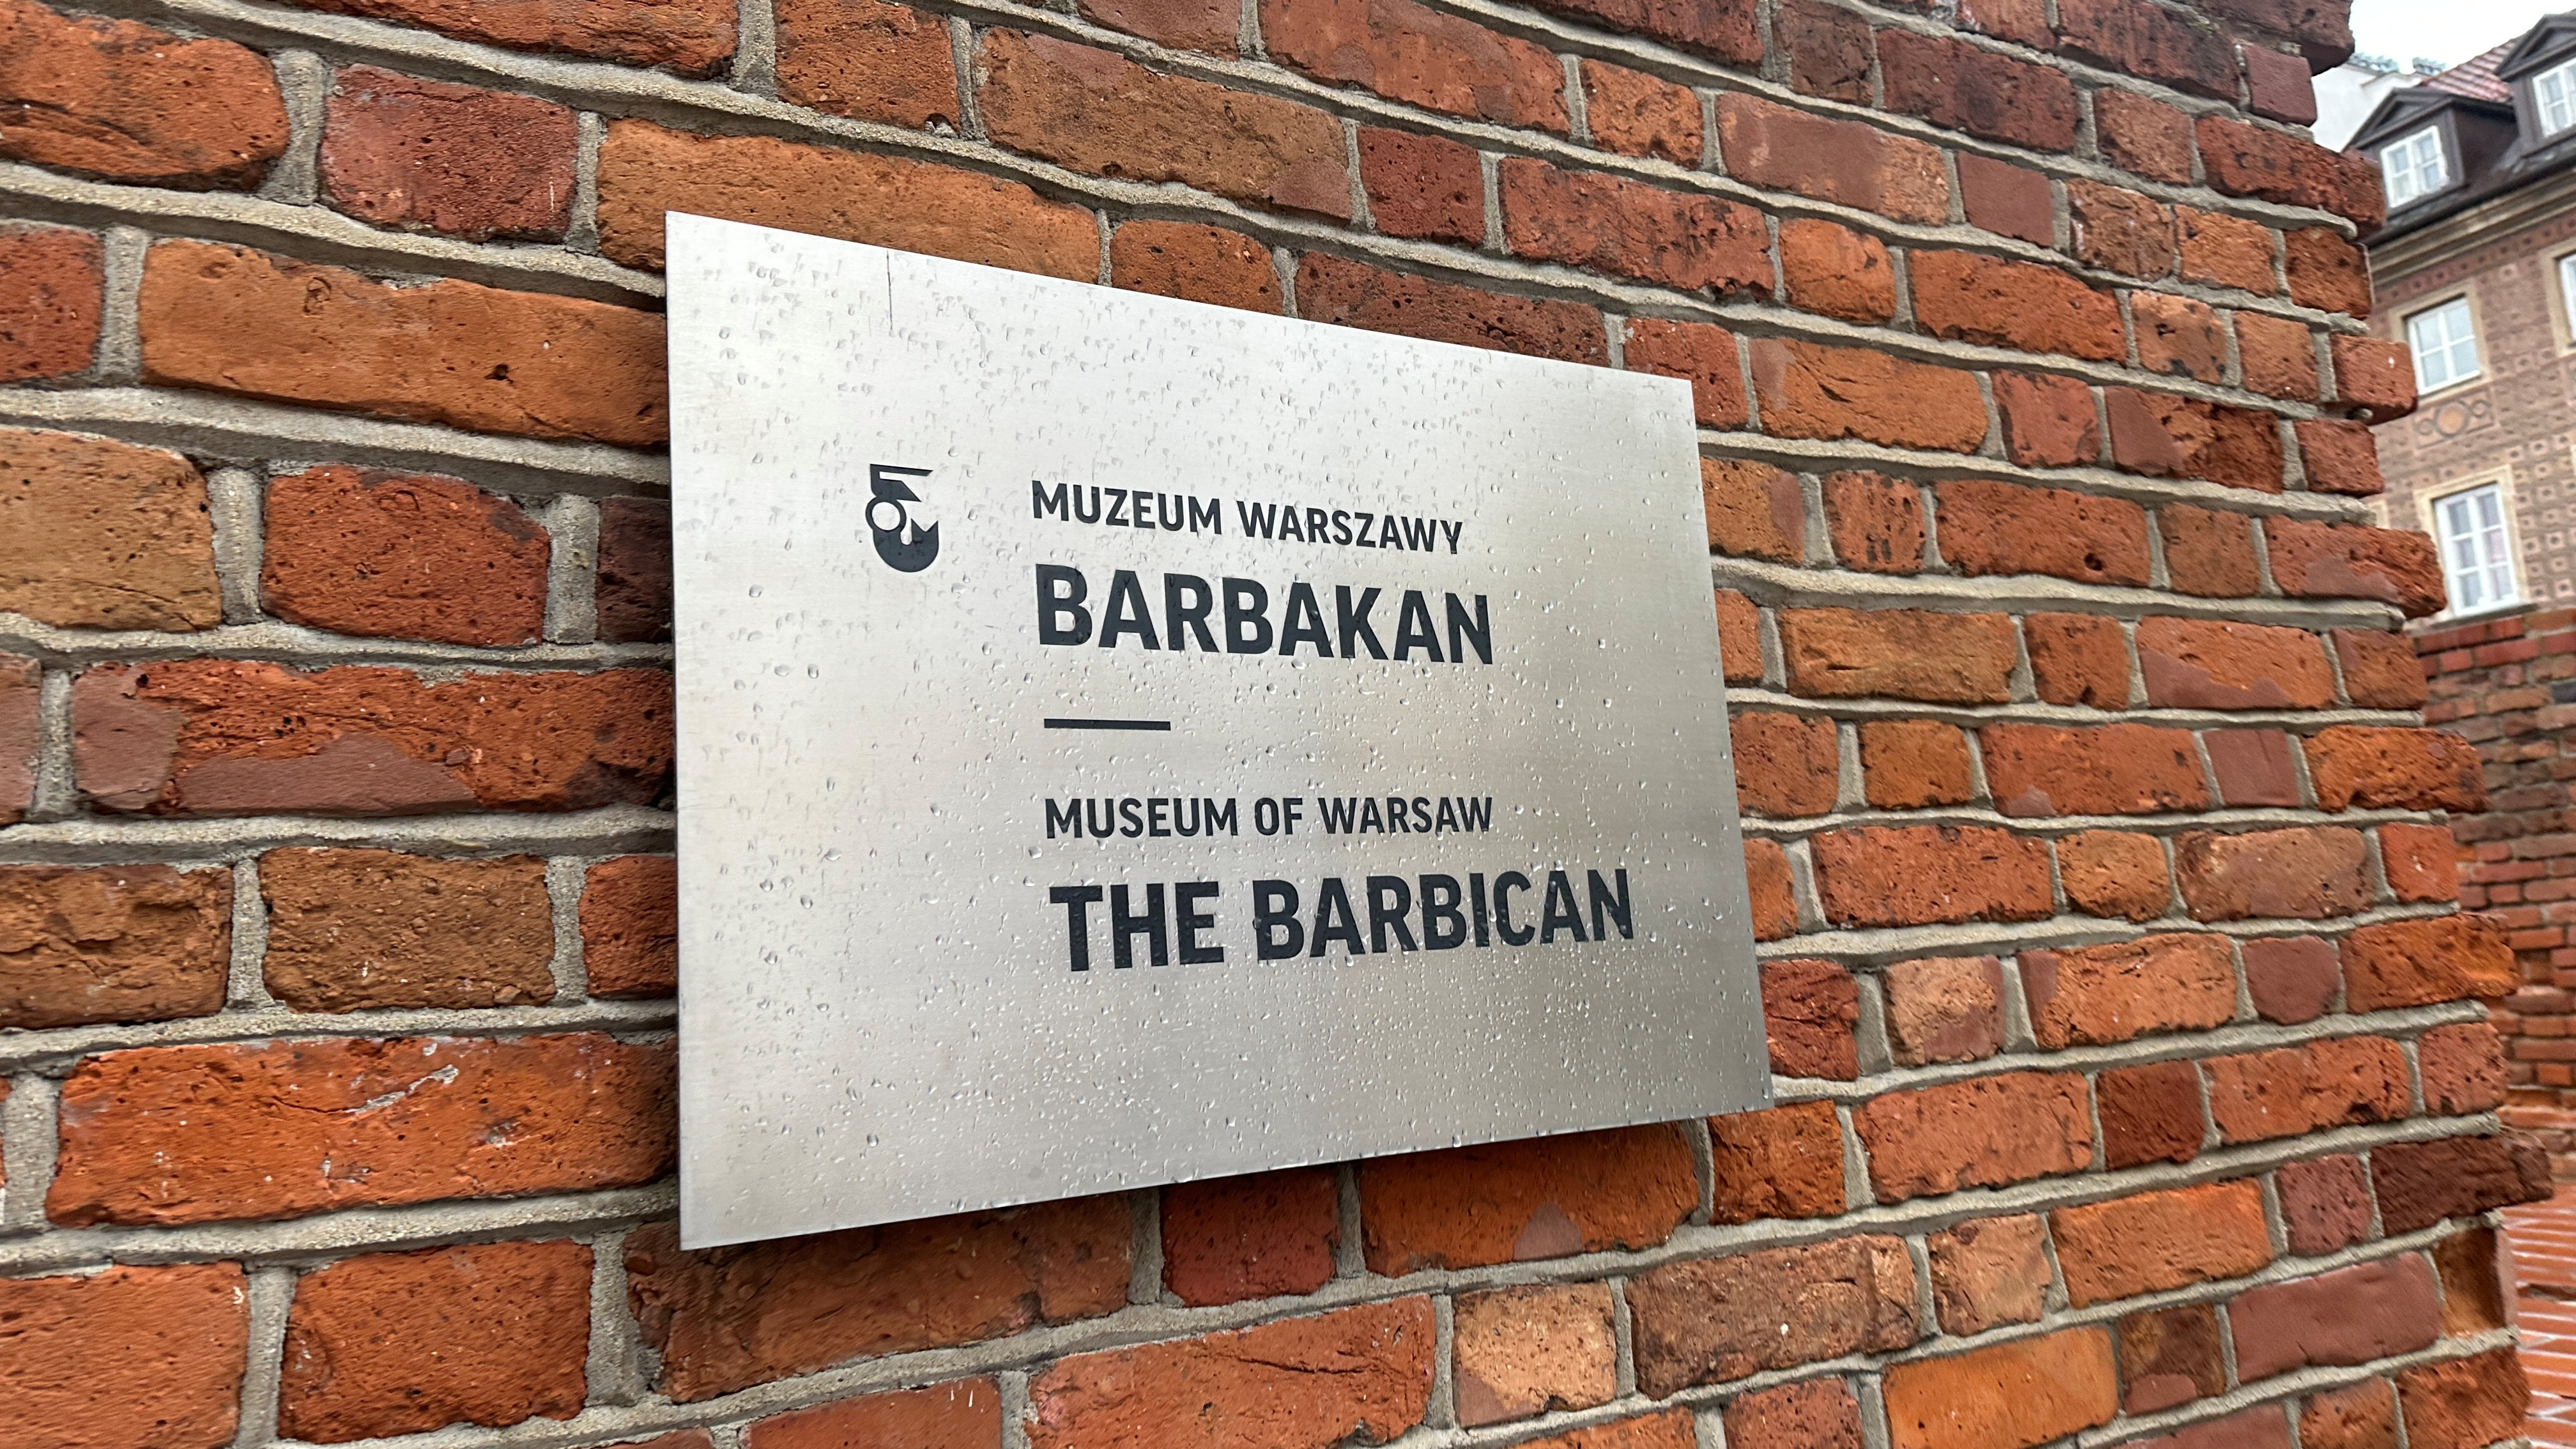 MUZEUM WARSZAWY
BARBAKAN
MUSEUM OF WARSAW
THE BARBICAN